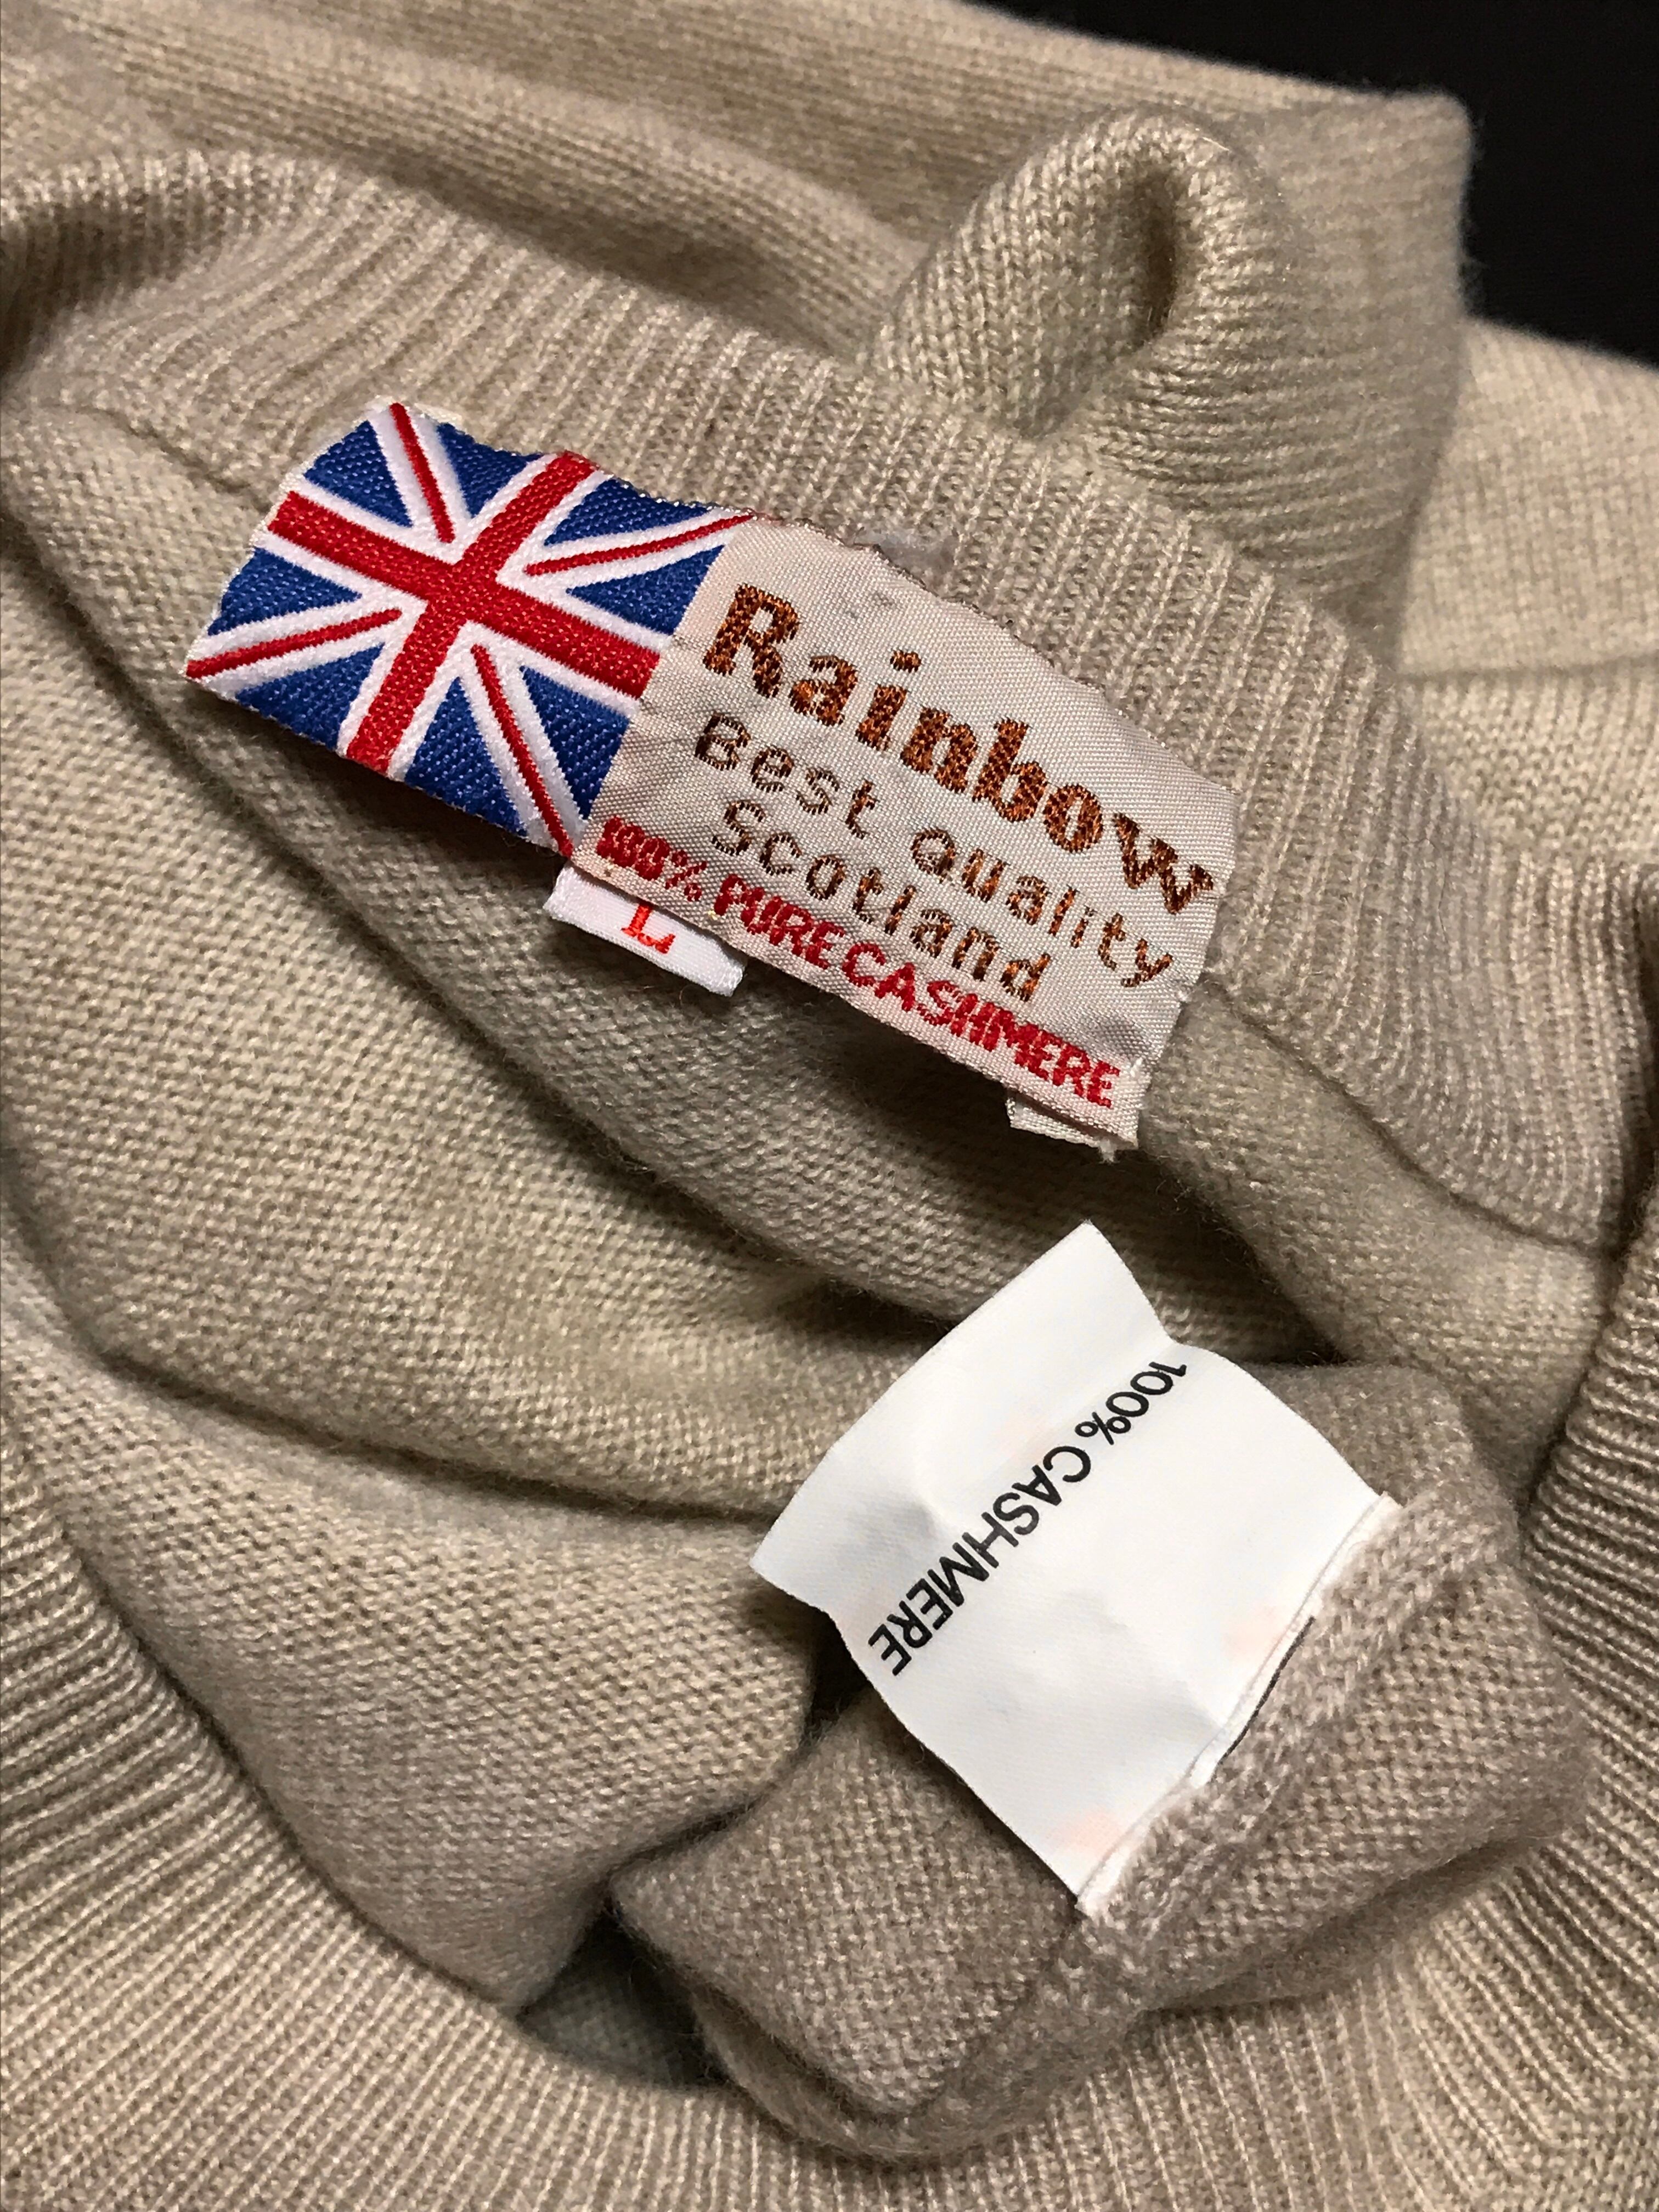 Rainbow
Best Quality
Scotland
100% PURE CASHMERE
L
100% CASHMERE